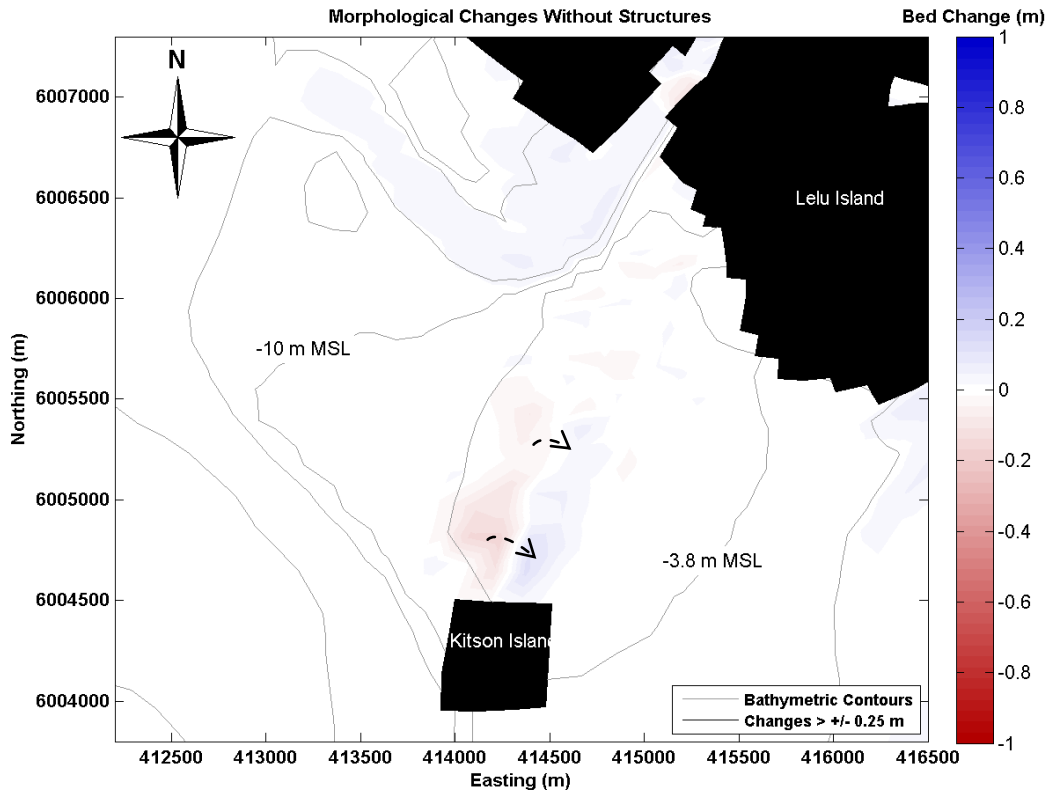 Morphological Changes Without Structures
Bed Change (m)
N
Lelu Island
-10 m MSL
-3.8 m MSL
Kitson Islan
Bathymetric Contours
Changes > +/- 0.25 m
Northing (m)
6007000
6006500
6006000
6005500
6005000
6004500
6004000
412500 413000 413500 414000 414500 415000 415500 416000 416500
Easting (m)
1
0.8
0.6
0.4
0.2
0
-0.2
-0.4
-0.6
-0.8
-1